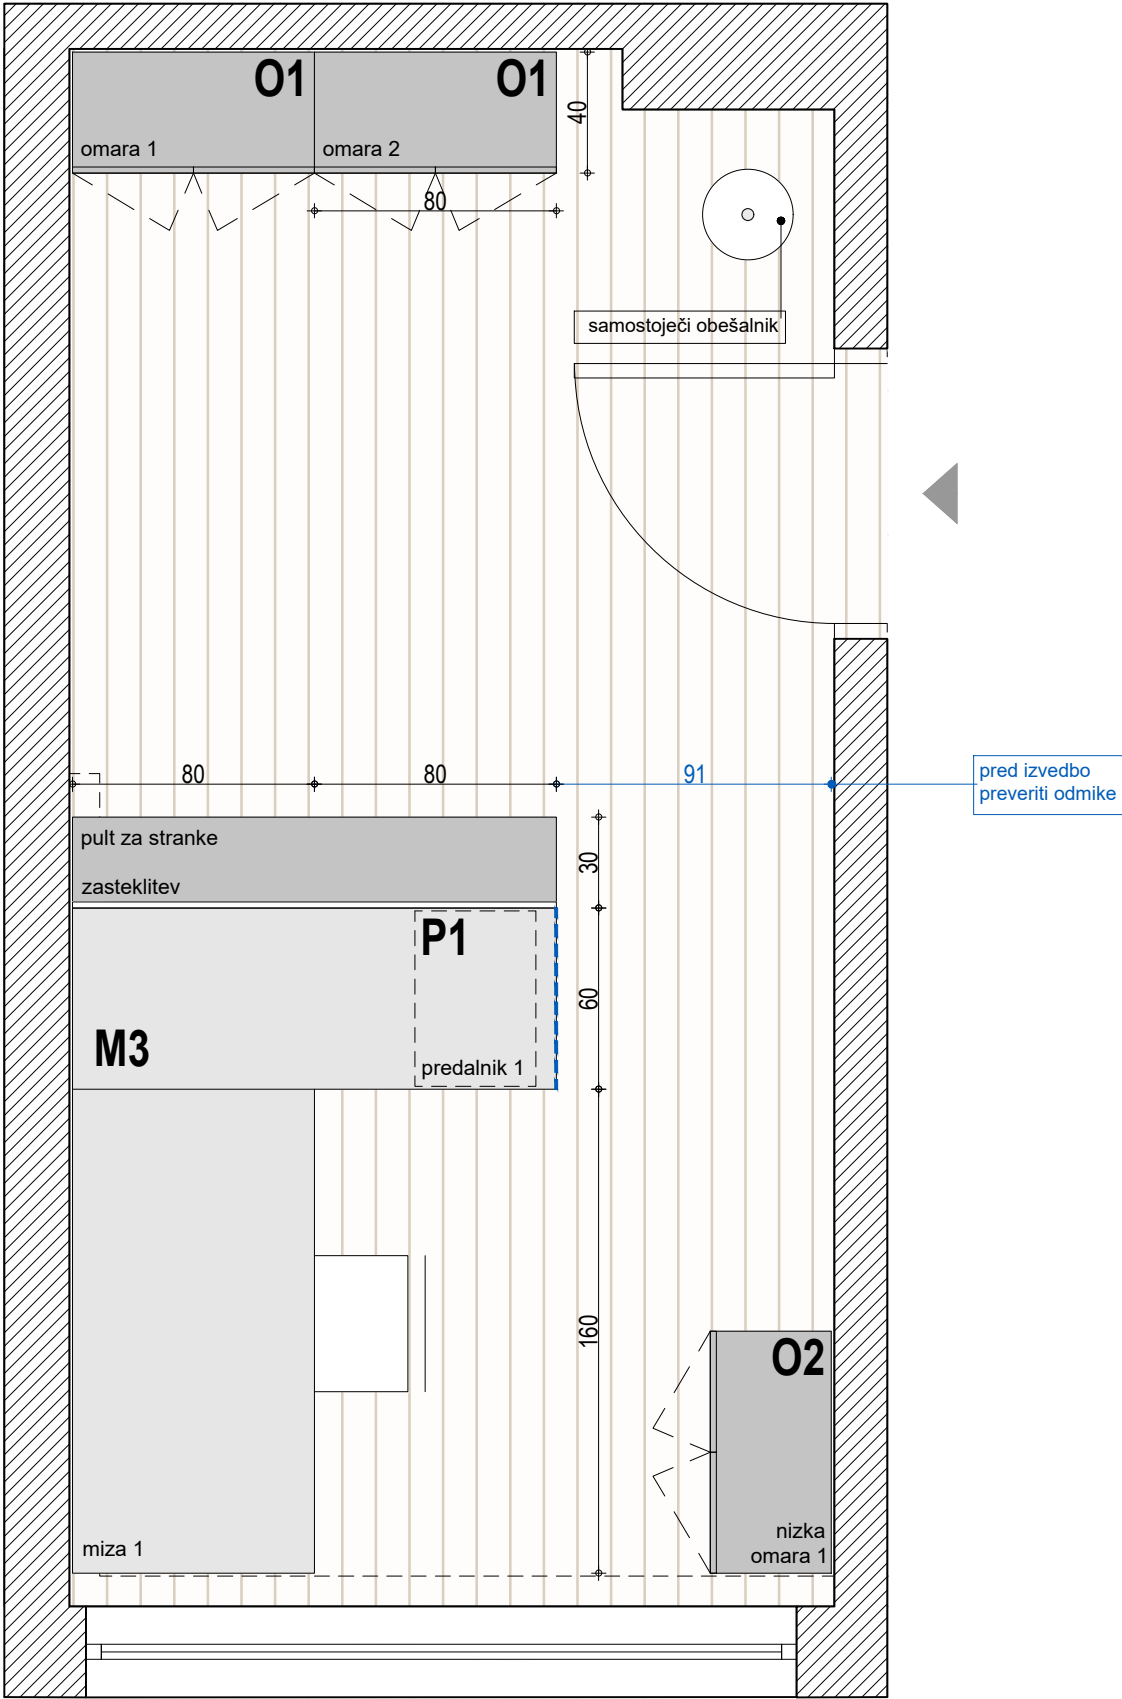 O1
O1
omara 1
omara 2
40
80
samostoječi obešalnik
80
80
91
pred izvedbo
preveriti odmike
pult za stranke
30
zasteklitev
P1
60
M3
predalnik 1
160
O2
nizka
omara 1
miza 1